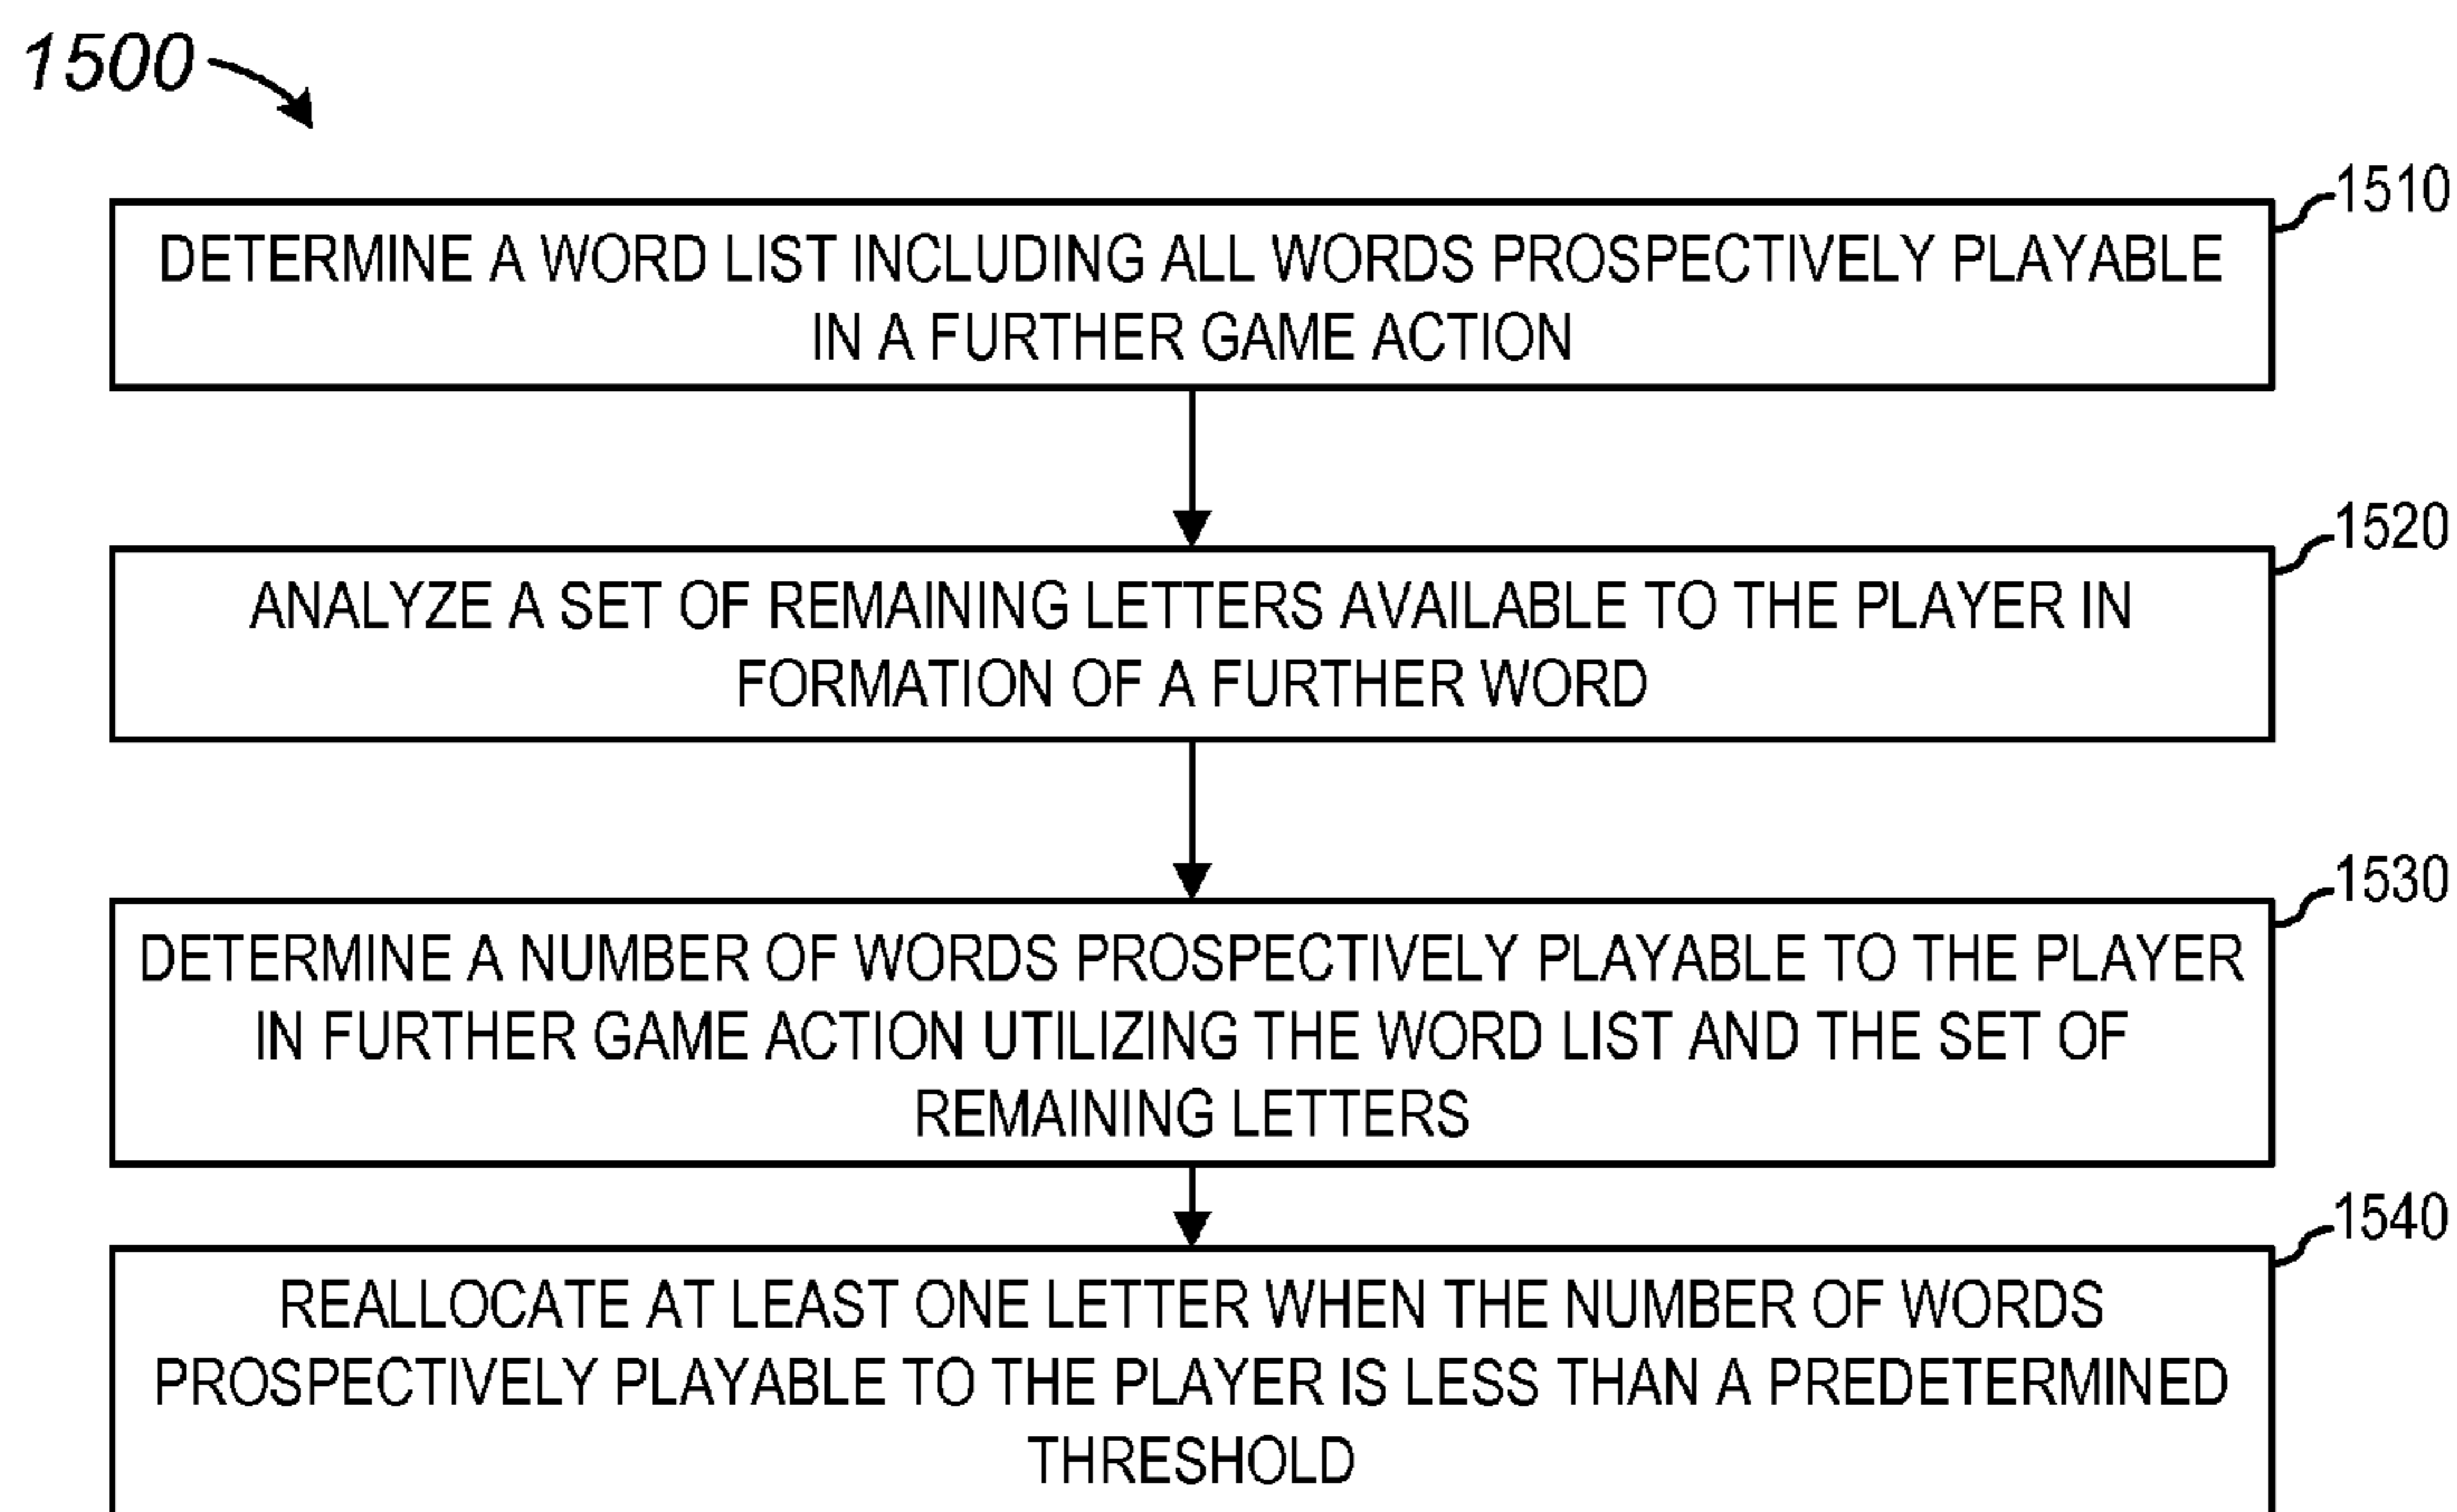 1500
1510
DETERMINE A WORD LIST INCLUDING ALL WORDS PROSPECTIVELY PLAYABLE
IN A FURTHER GAME ACTION
1520
ANALYZE A SET OF REMAINING LETTERS AVAILABLE TO THE PLAYER IN
FORMATION OF A FURTHER WORD
1530
DETERMINE A NUMBER OF WORDS PROSPECTIVELY PLAYABLE TO THE PLAYER
IN FURTHER GAME ACTION UTILIZING THE WORD LIST AND THE SET OF
REMAINING LETTERS
1540
REALLOCATE AT LEAST ONE LETTER WHEN THE NUMBER OF WORDS
PROSPECTIVELY PLAYABLE TO THE PLAYER IS LESS THAN A PREDETERMINED
THRESHOLD